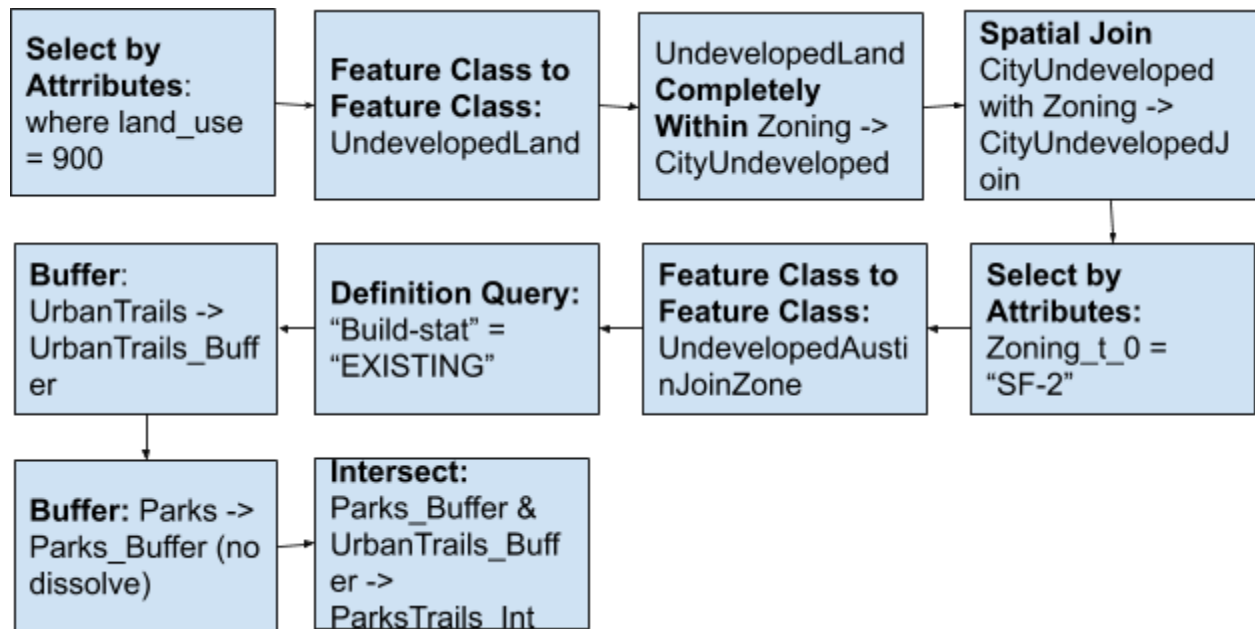 Select by
Attrributes:
where land_use
= 900
Feature Class to
Feature Class:
UndevelopedLand
UndevelopedLand
Completely
Within Zoning ->
CityUndeveloped
Spatial Join
CityUndeveloped
with Zoning ->
CityUndevelopedJ
oin
Select by
Attributes:
Zoning_t_0 =
“SF-2”
Feature Class to
Feature Class:
UndevelopedAusti
nJoinZone
Definition Query:
“Build-stat” =
“EXISTING”
Buffer:
UrbanTrails ->
UrbanTrails_Buff
er
Buffer: Parks ->
Parks_Buffer (no
dissolve)
Intersect:
Parks_Buffer &
UrbanTrails_Buff
er ->
ParksTrails_Int